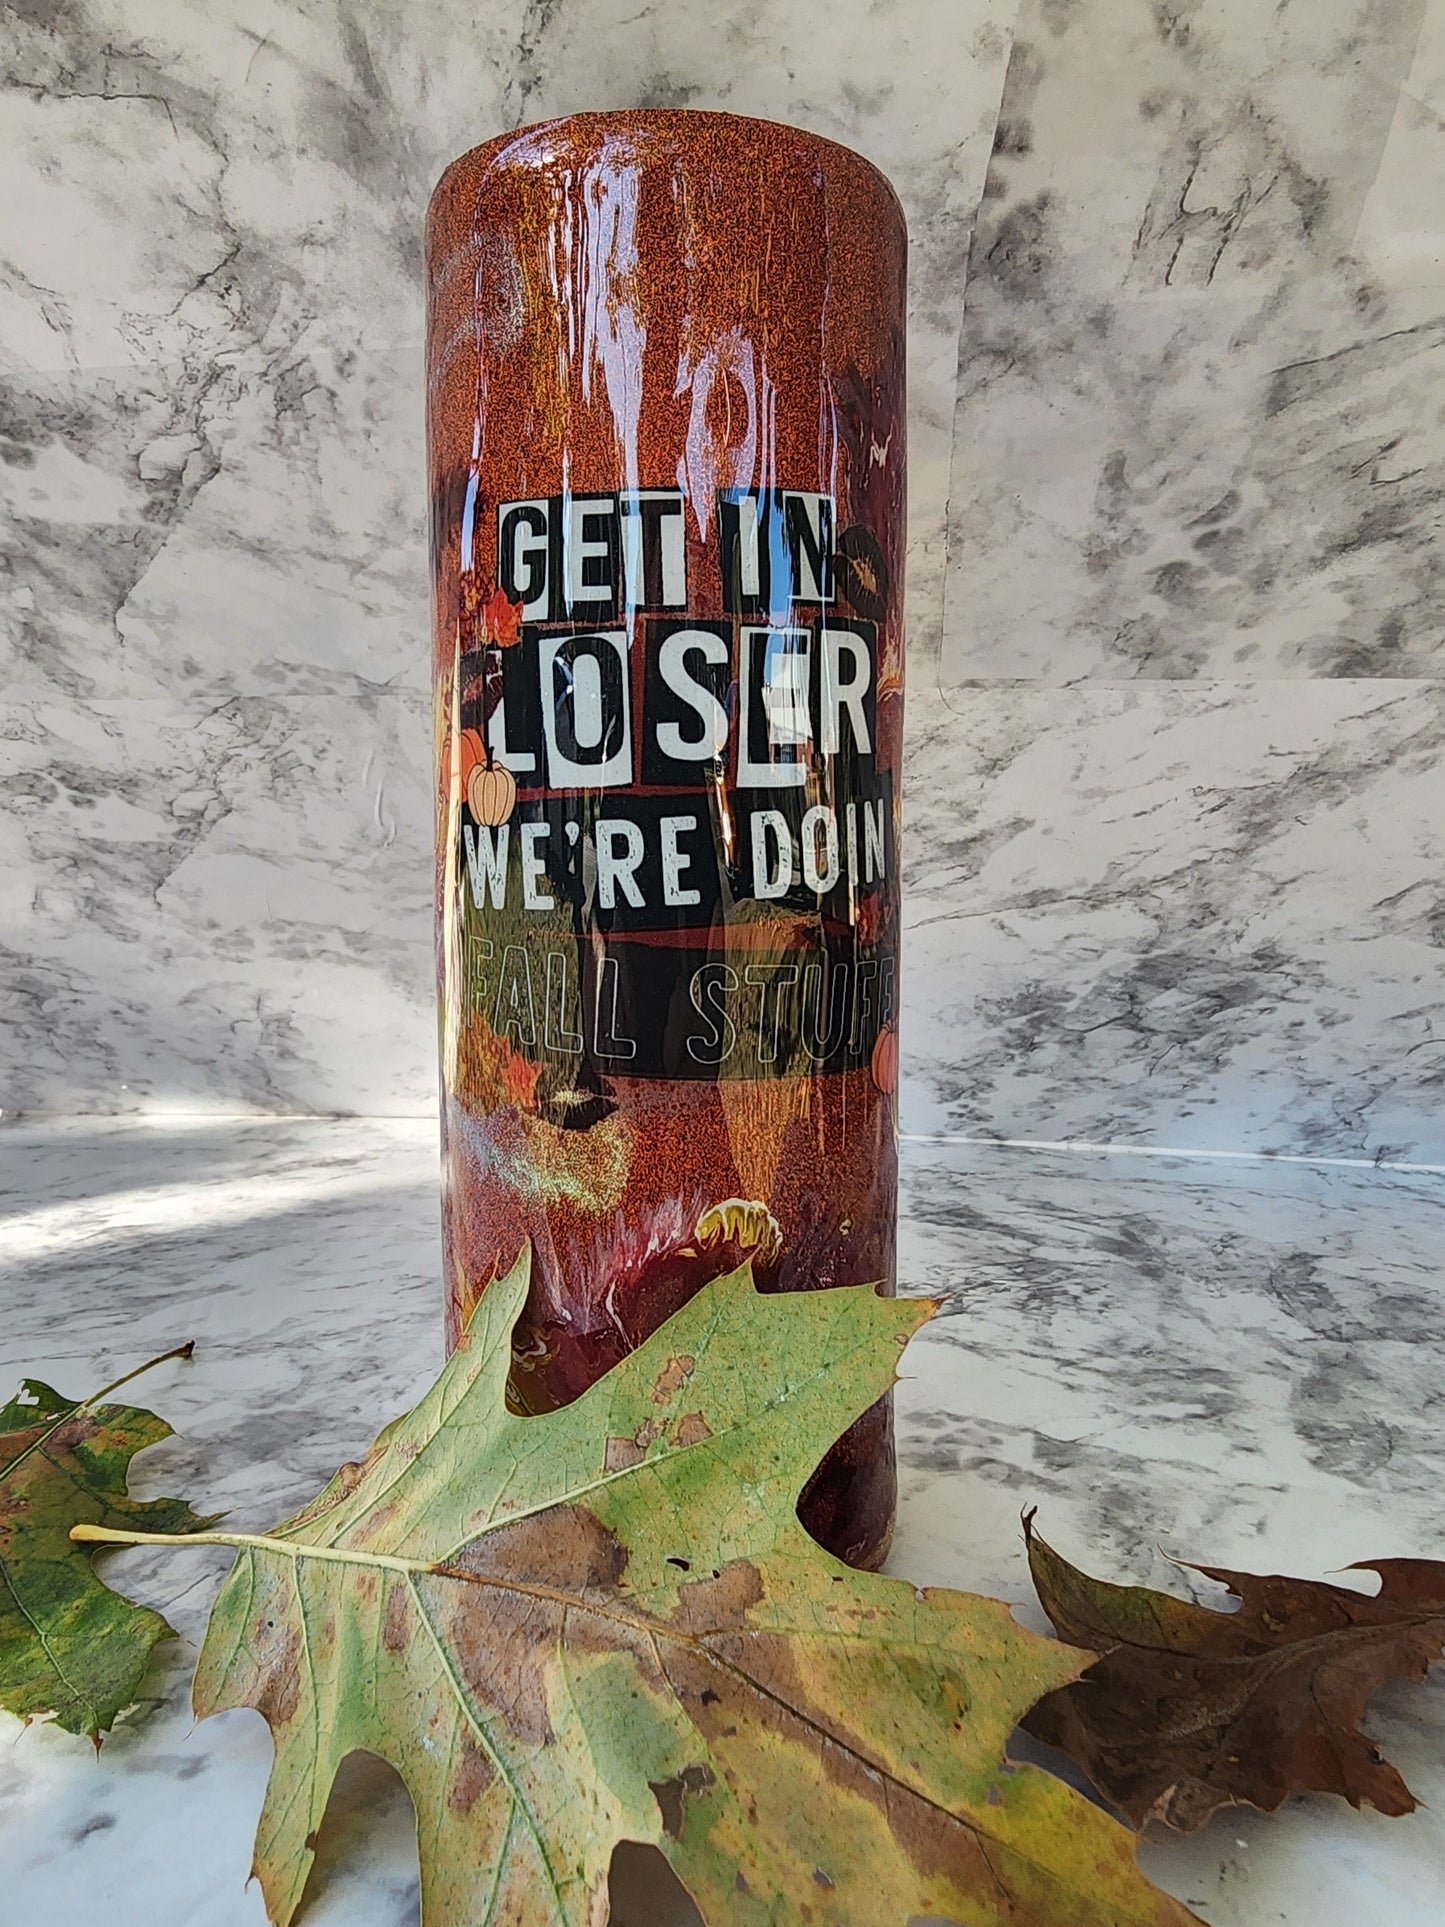 GET IN
LOSER
WE'RE DOIN
FALL STUFF